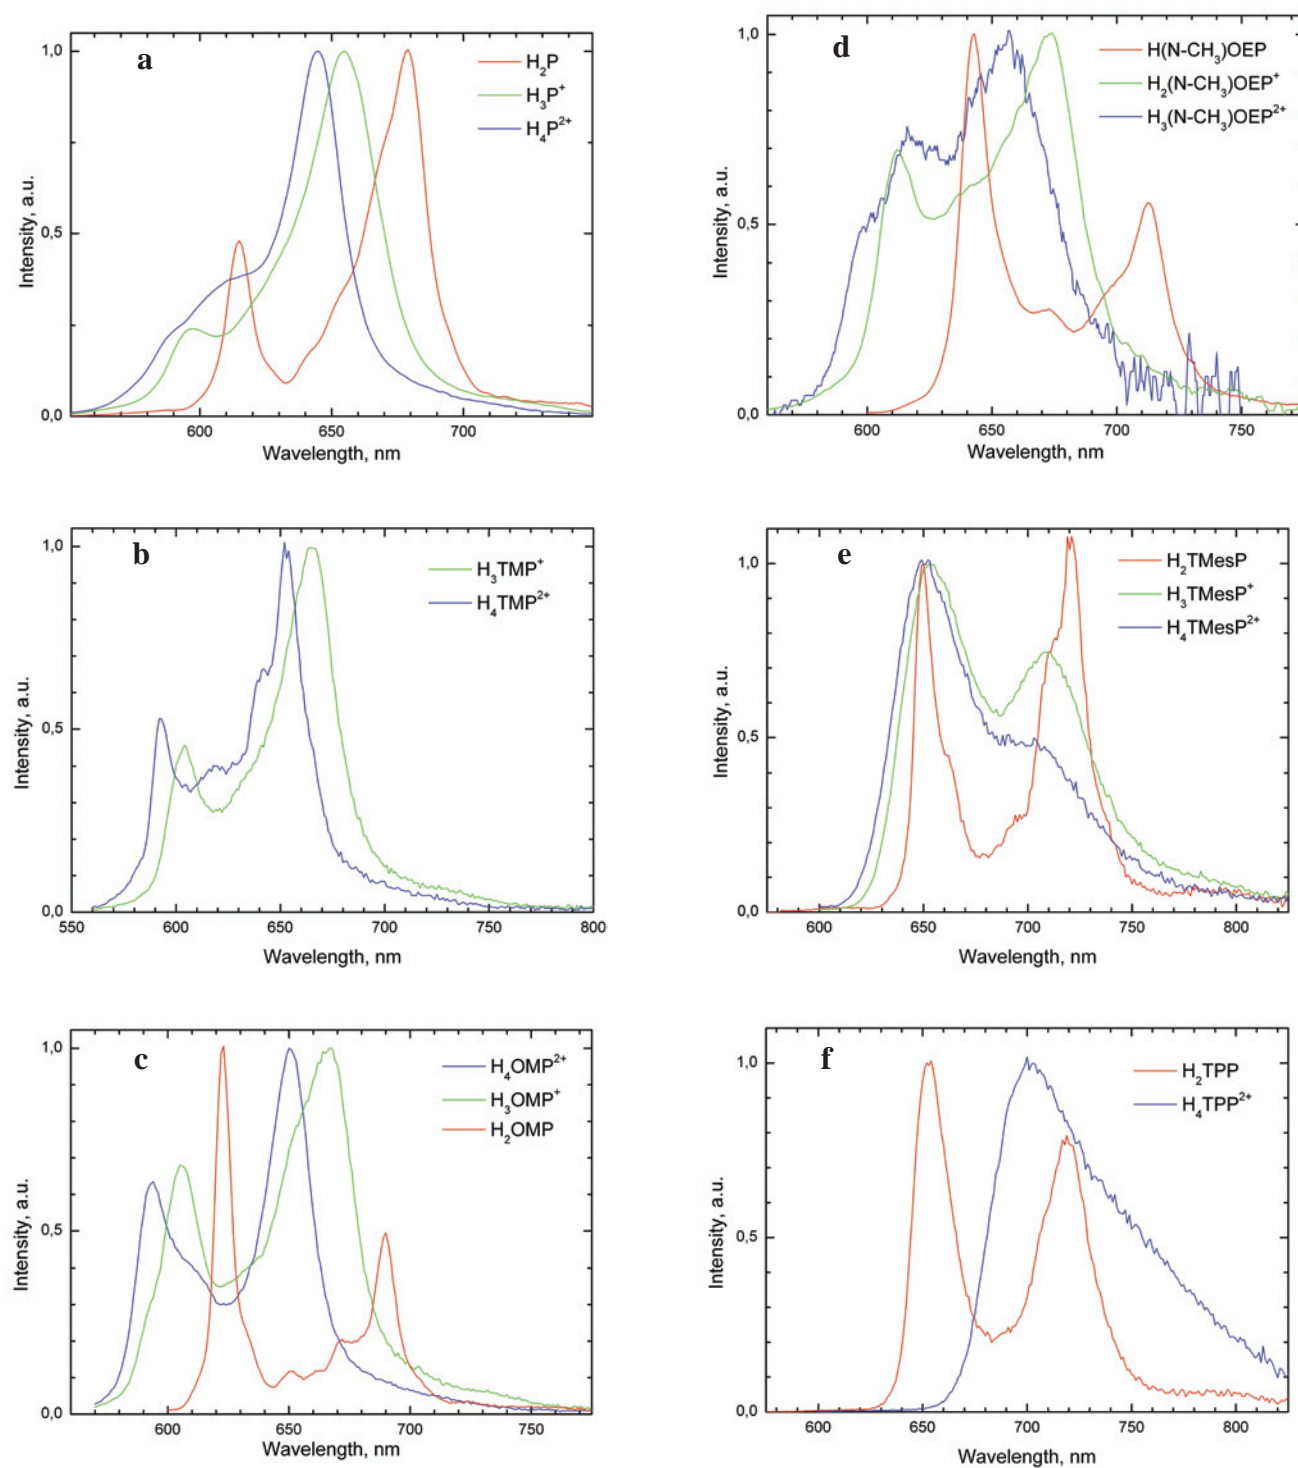 a
1,0
0,5
0,0
Intensity, a.u.
H₂P
H₃P⁺
H₄P²⁺
600 650 700
Wavelength, nm
d
1,0
0,5
0,0
Intensity, a.u.
H(N-CH₃)OEP
H₂(N-CH₃)OEP⁺
H₃(N-CH₃)OEP²⁺
600 650 700 750
Wavelength, nm
b
1,0
0,5
0,0
Intensity, a.u.
H₃TMP⁺
H₄TMP²⁺
550 600 650 700 750 800
Wavelength, nm
e
1,0
0,5
0,0
Intensity, a.u.
H₂TMesP
H₃TMesP⁺
H₄TMesP²⁺
600 650 700 750 800
Wavelength, nm
c
1,0
0,5
0,0
Intensity, a.u.
H₄OMP²⁺
H₃OMP⁺
H₂OMP
600 650 700 750
Wavelength, nm
f
1,0
0,5
0,0
Intensity, a.u.
H₂TPP
H₄TPP²⁺
600 650 700 750 800
Wavelength, nm